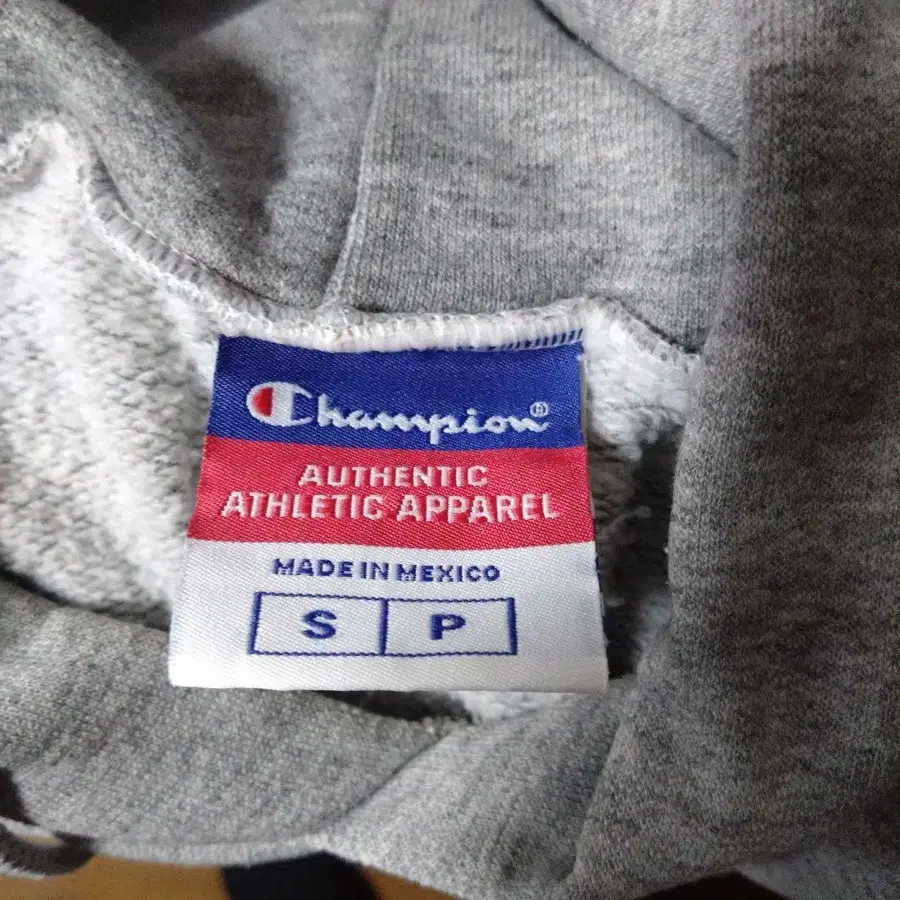 Champion®
AUTHENTIC
ATHLETIC APPAREL
MADE IN MEXICO
S P